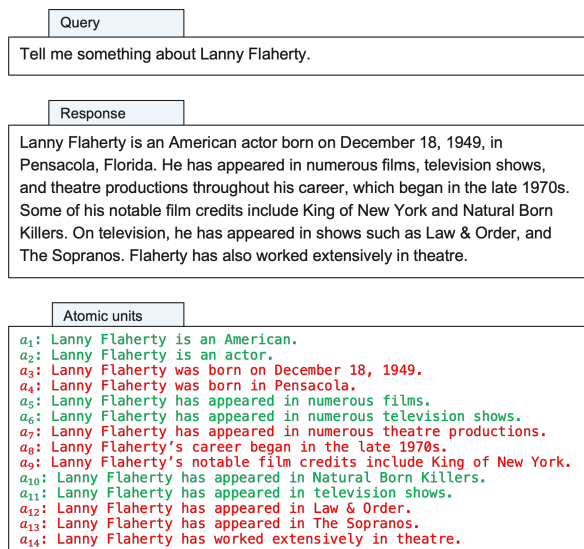 Query
Tell me something about Lanny Flaherty.
Response
Lanny Flaherty is an American actor born on December 18, 1949, in
Pensacola, Florida. He has appeared in numerous films, television shows,
and theatre productions throughout his career, which began in the late 1970s.
Some of his notable film credits include King of New York and Natural Born
Killers. On television, he has appeared in shows such as Law & Order, and
The Sopranos. Flaherty has also worked extensively in theatre.
Atomic units
a₁: Lanny Flaherty is an American.
a₂: Lanny Flaherty is an actor.
a₃: Lanny Flaherty was born on December 18, 1949.
a₄: Lanny Flaherty was born in Pensacola.
a₅: Lanny Flaherty has appeared in numerous films.
a₆: Lanny Flaherty has appeared in numerous television shows.
a₇: Lanny Flaherty has appeared in numerous theatre productions.
a₈: Lanny Flaherty’s career began in the late 1970s.
a₉: Lanny Flaherty’s notable film credits include King of New York.
a₁₀: Lanny Flaherty has appeared in Natural Born Killers.
a₁₁: Lanny Flaherty has appeared in television shows.
a₁₂: Lanny Flaherty has appeared in Law & Order.
a₁₃: Lanny Flaherty has appeared in The Sopranos.
a₁₄: Lanny Flaherty has worked extensively in theatre.